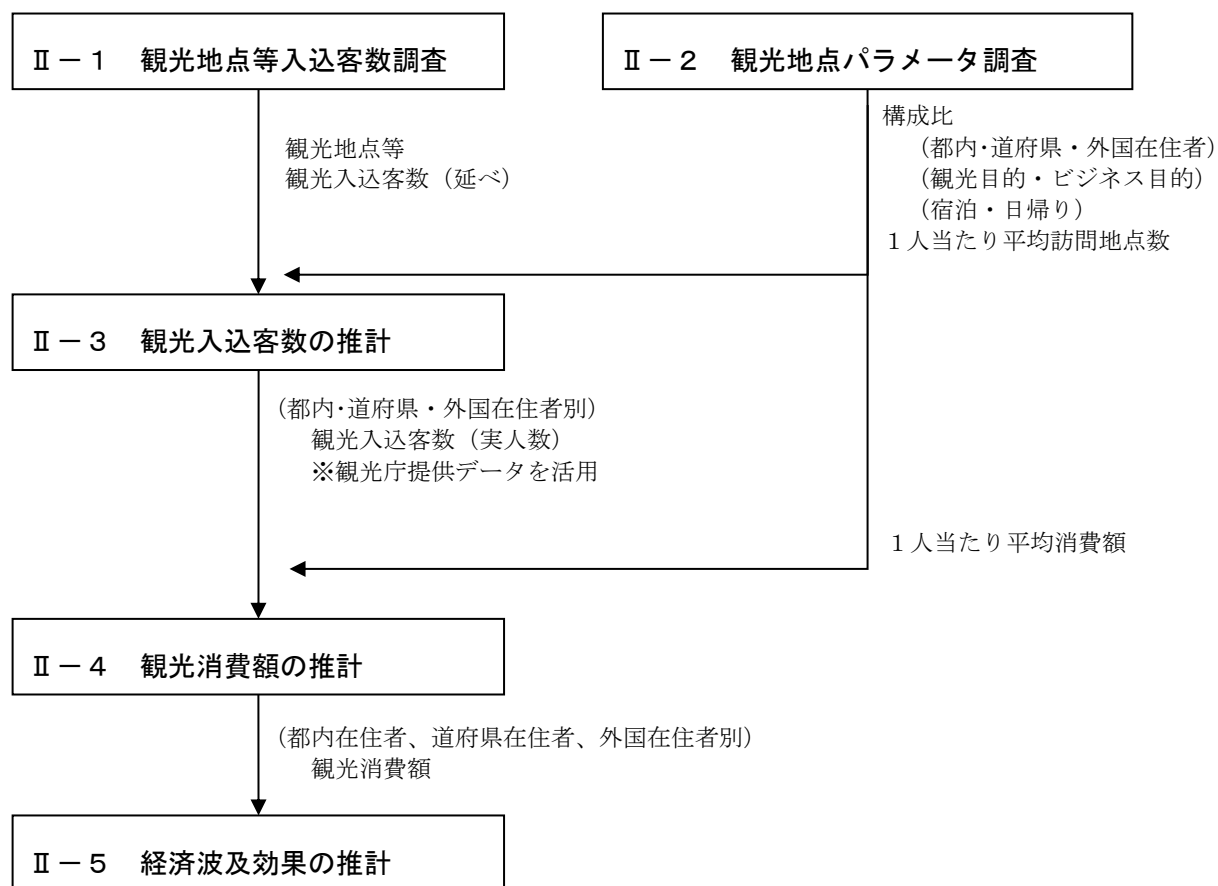 Ⅱ－１　観光地点等入込客数調査
Ⅱ－２　観光地点パラメータ調査
観光地点等
観光入込客数（延べ）
構成比
（都内･道府県・外国在住者）
（観光目的・ビジネス目的）
（宿泊・日帰り）
１人当たり平均訪問地点数
Ⅱ－３　観光入込客数の推計
（都内･道府県・外国在住者別）
観光入込客数（実人数）
※観光庁提供データを活用
１人当たり平均消費額
Ⅱ－４　観光消費額の推計
（都内在住者、道府県在住者、外国在住者別）
観光消費額
Ⅱ－５　経済波及効果の推計